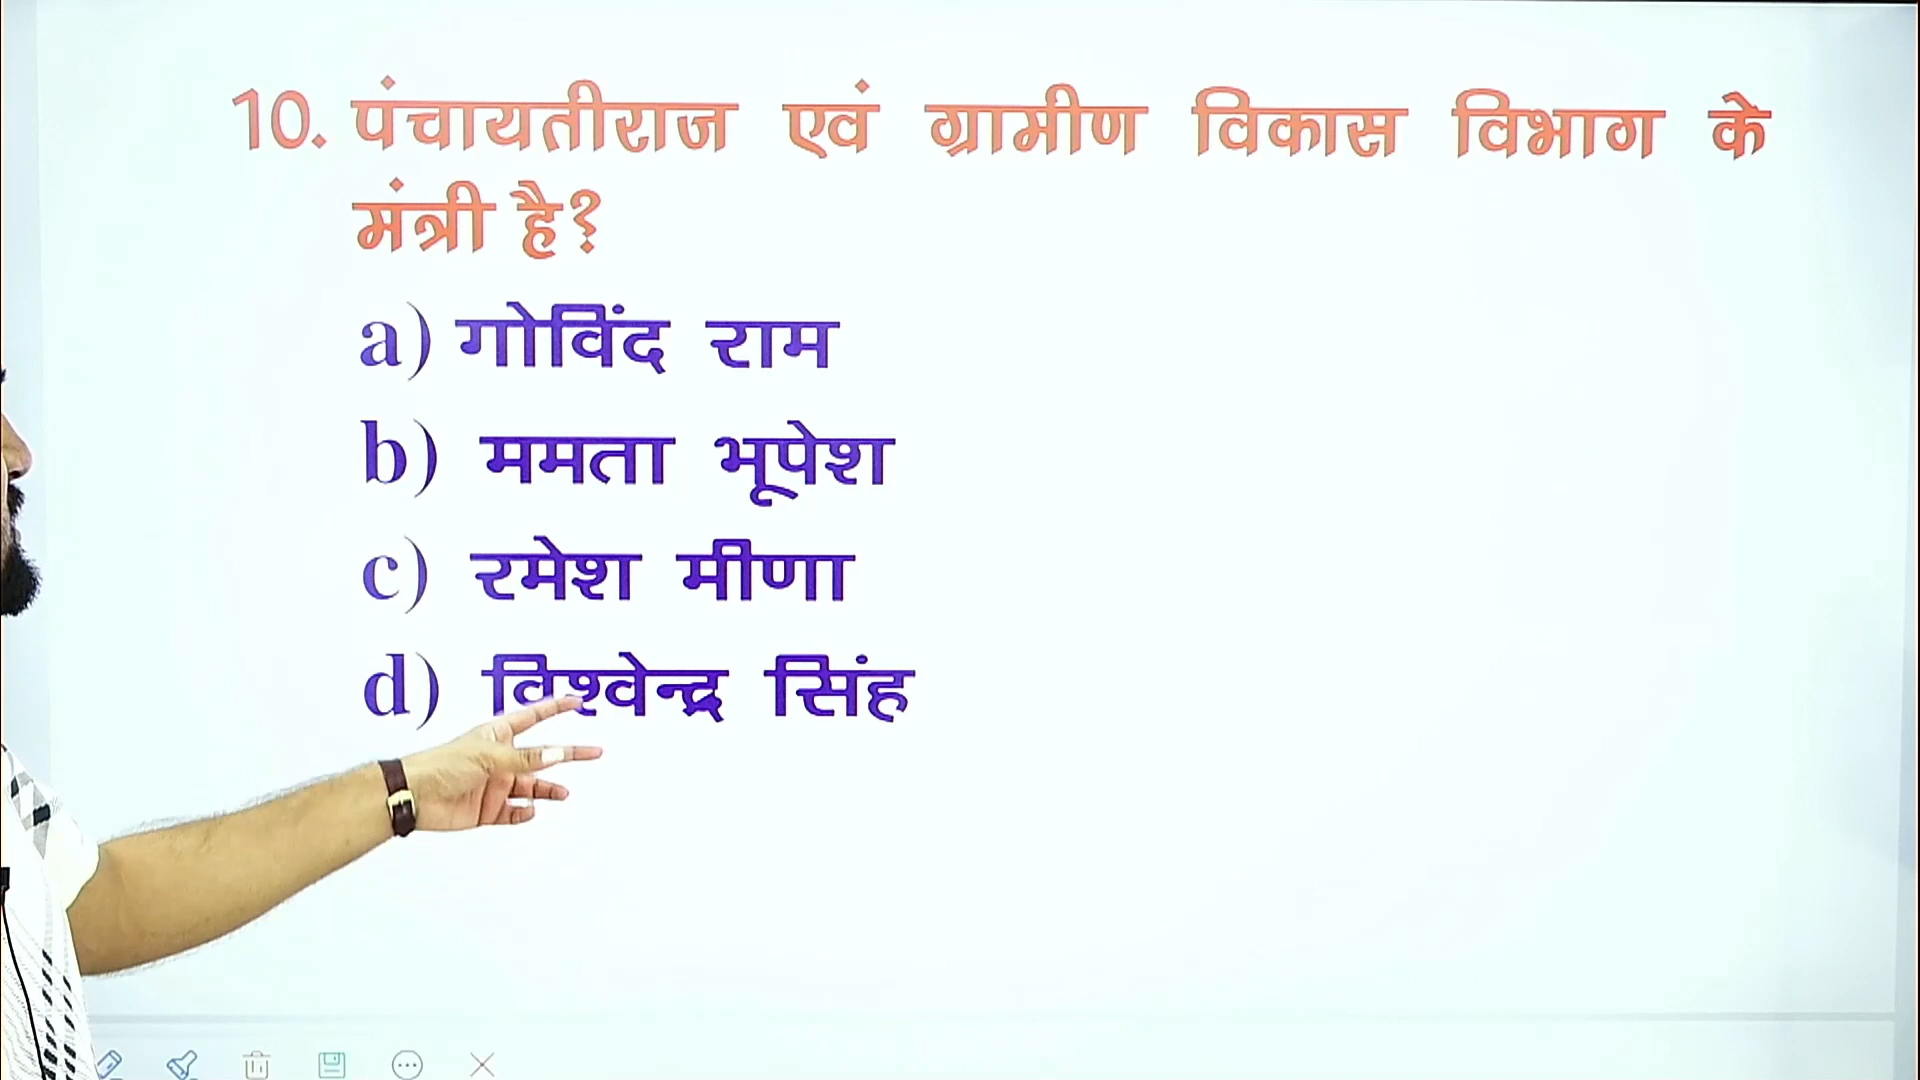 10. पंचायतीराज एवं ग्रामीण विकास विभाग के
मंत्री है?
a) गोविंद राम
b) ममता भूपेश
c) रमेश मीणा
d) विश्वेन्द्र सिंह